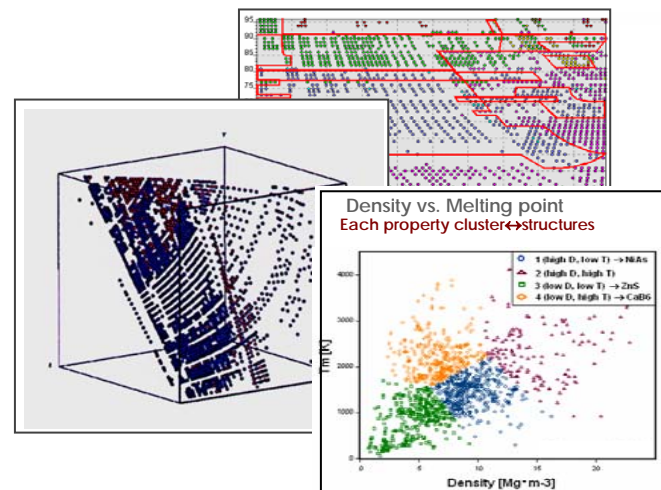 95
90
85
80
75
Density vs. Melting point
Each property cluster↔structures
1 (high D, low T) → NiAs
2 (high D, high T)
3 (low D, low T) → ZnS
4 (low D, high T) → CaB6
Tm [K]
4000
3000
2000
1000
0
0 5 10 15 20
Density [Mg*m-3]